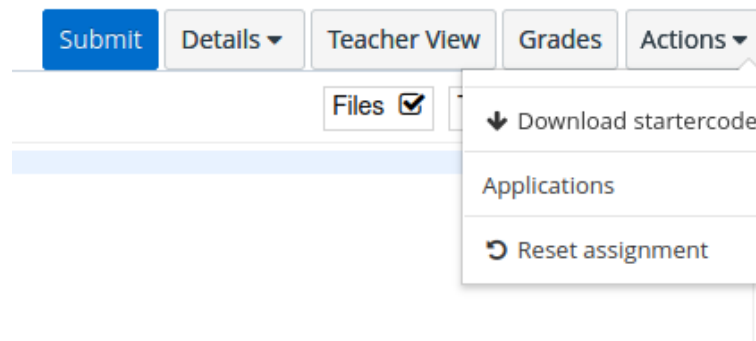 Submit Details Teacher View Grades Actions
Files
Download startercode
Applications
Reset assignment